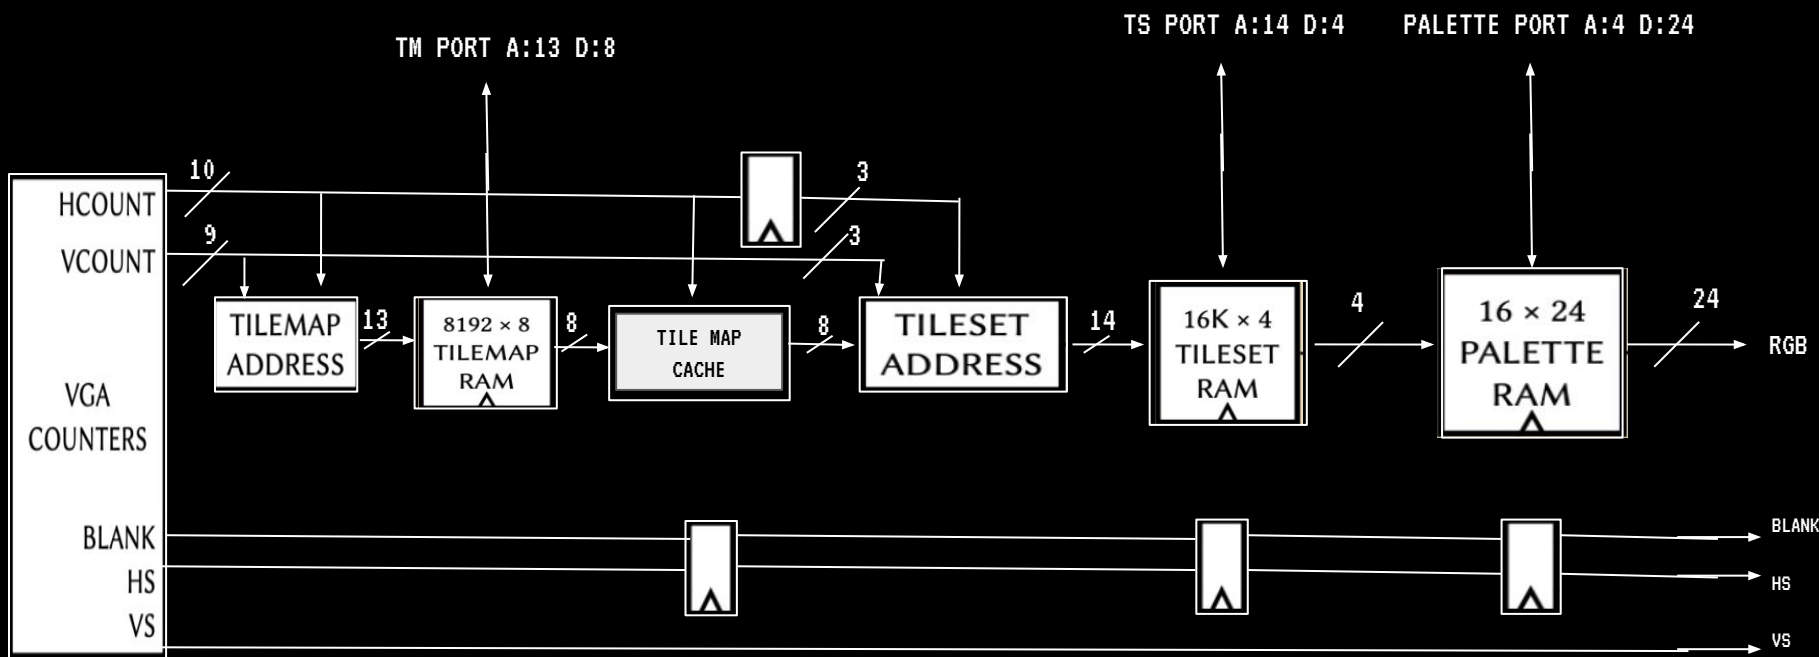 TM PORT A:13 D:8
TS PORT A:14 D:4
PALETTE PORT A:4 D:24
10
HCOUNT
9
VCOUNT
3
3
TILEMAP
ADDRESS
13
8192 × 8
TILEMAP
RAM
8
TILE MAP
CACHE
8
TILESET
ADDRESS
14
16K × 4
TILESET
RAM
4
16 × 24
PALETTE
RAM
24
RGB
VGA
COUNTERS
BLANK
HS
VS
BLANK
HS
VS